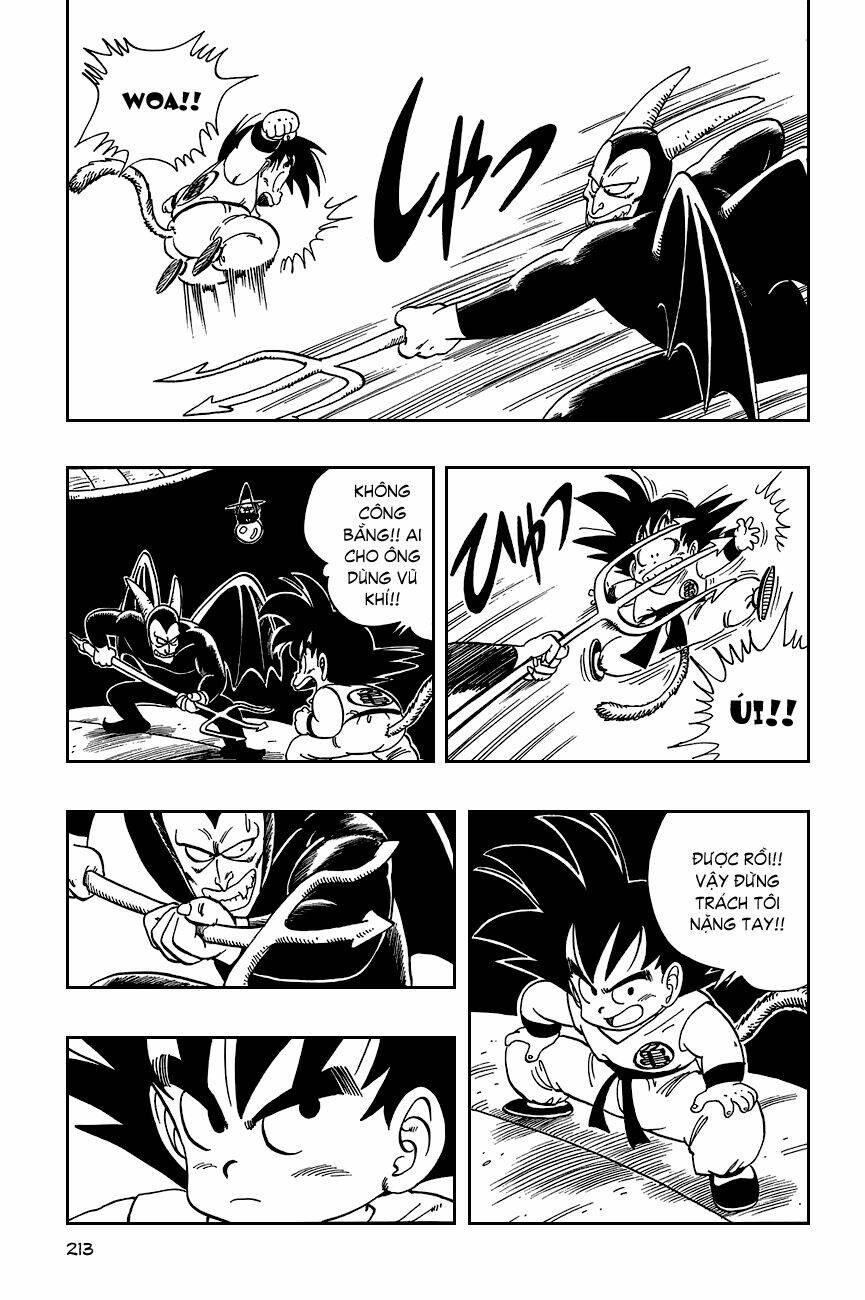 WOA!!
しゃっ
KHÔNG
CÔNG
BẰNG!! AI
CHO ÔNG
DÙNG VŨ
KHÍ!!
ひゅっ
ÚI!!
ĐƯỢC RỒI!!
VẬY ĐỪNG
TRÁCH TÔI
NẶNG TAY!!
213